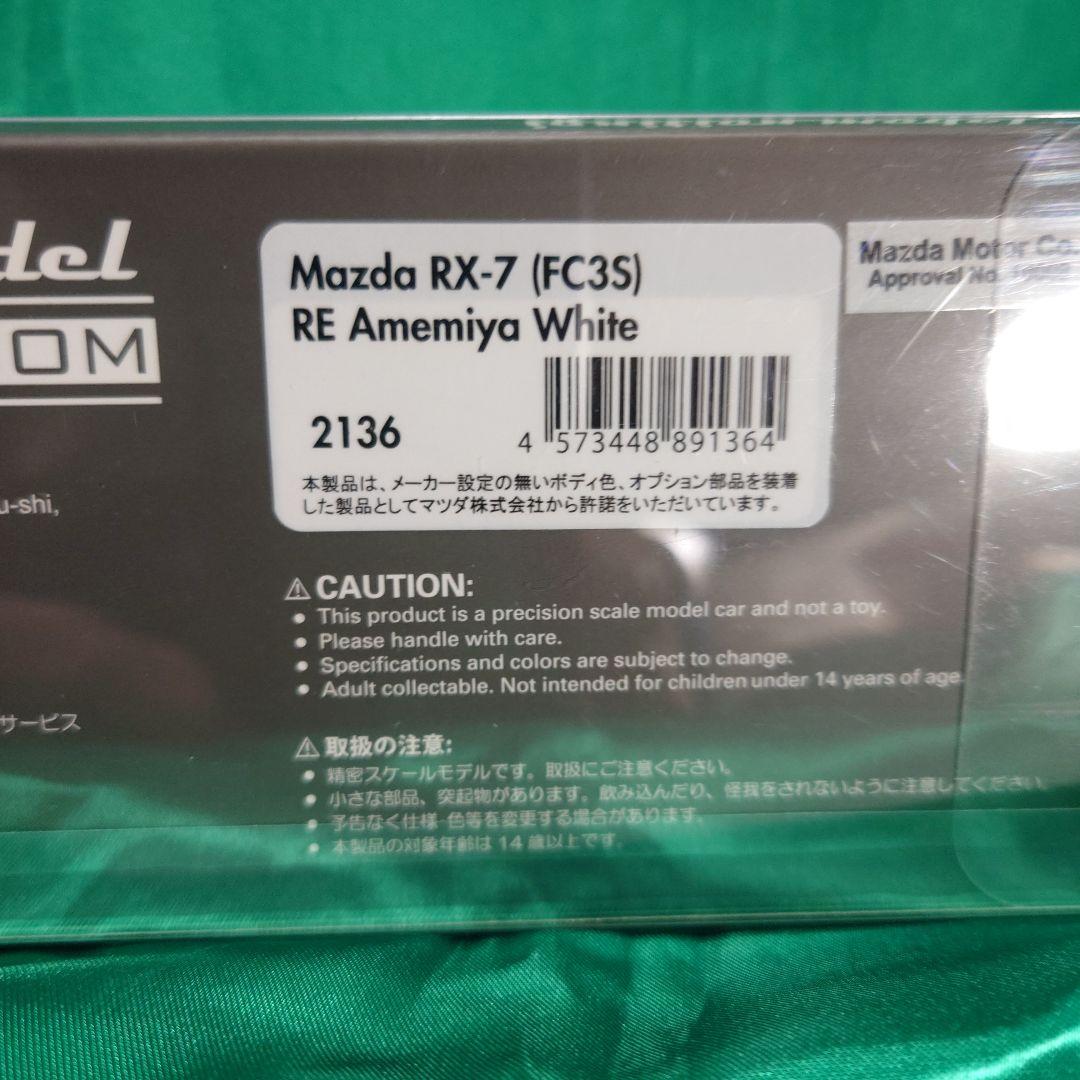 del
OM
Mazda RX-7 (FC3S)
RE Amemiya White
2136
4 573448 891364
本製品は、メーカー設定の無いボディ色、オプション部品を装着
した製品としてマツダ株式会社から許諾をいただいています。
Mazda Motor Co
Approval No.
u-shi,
サービス
⚠ CAUTION:
• This product is a precision scale model car and not a toy.
• Please handle with care.
• Specifications and colors are subject to change.
• Adult collectable. Not intended for children under 14 years of age.
⚠ 取扱の注意:
• 精密スケールモデルです。取扱にご注意ください。
• 小さな部品、突起物があります。飲み込んだり、怪我をされないように注意してください。
• 予告なく仕様 色等を変更する場合があります。
• 本製品の対象年齢は 14 歳以上です。